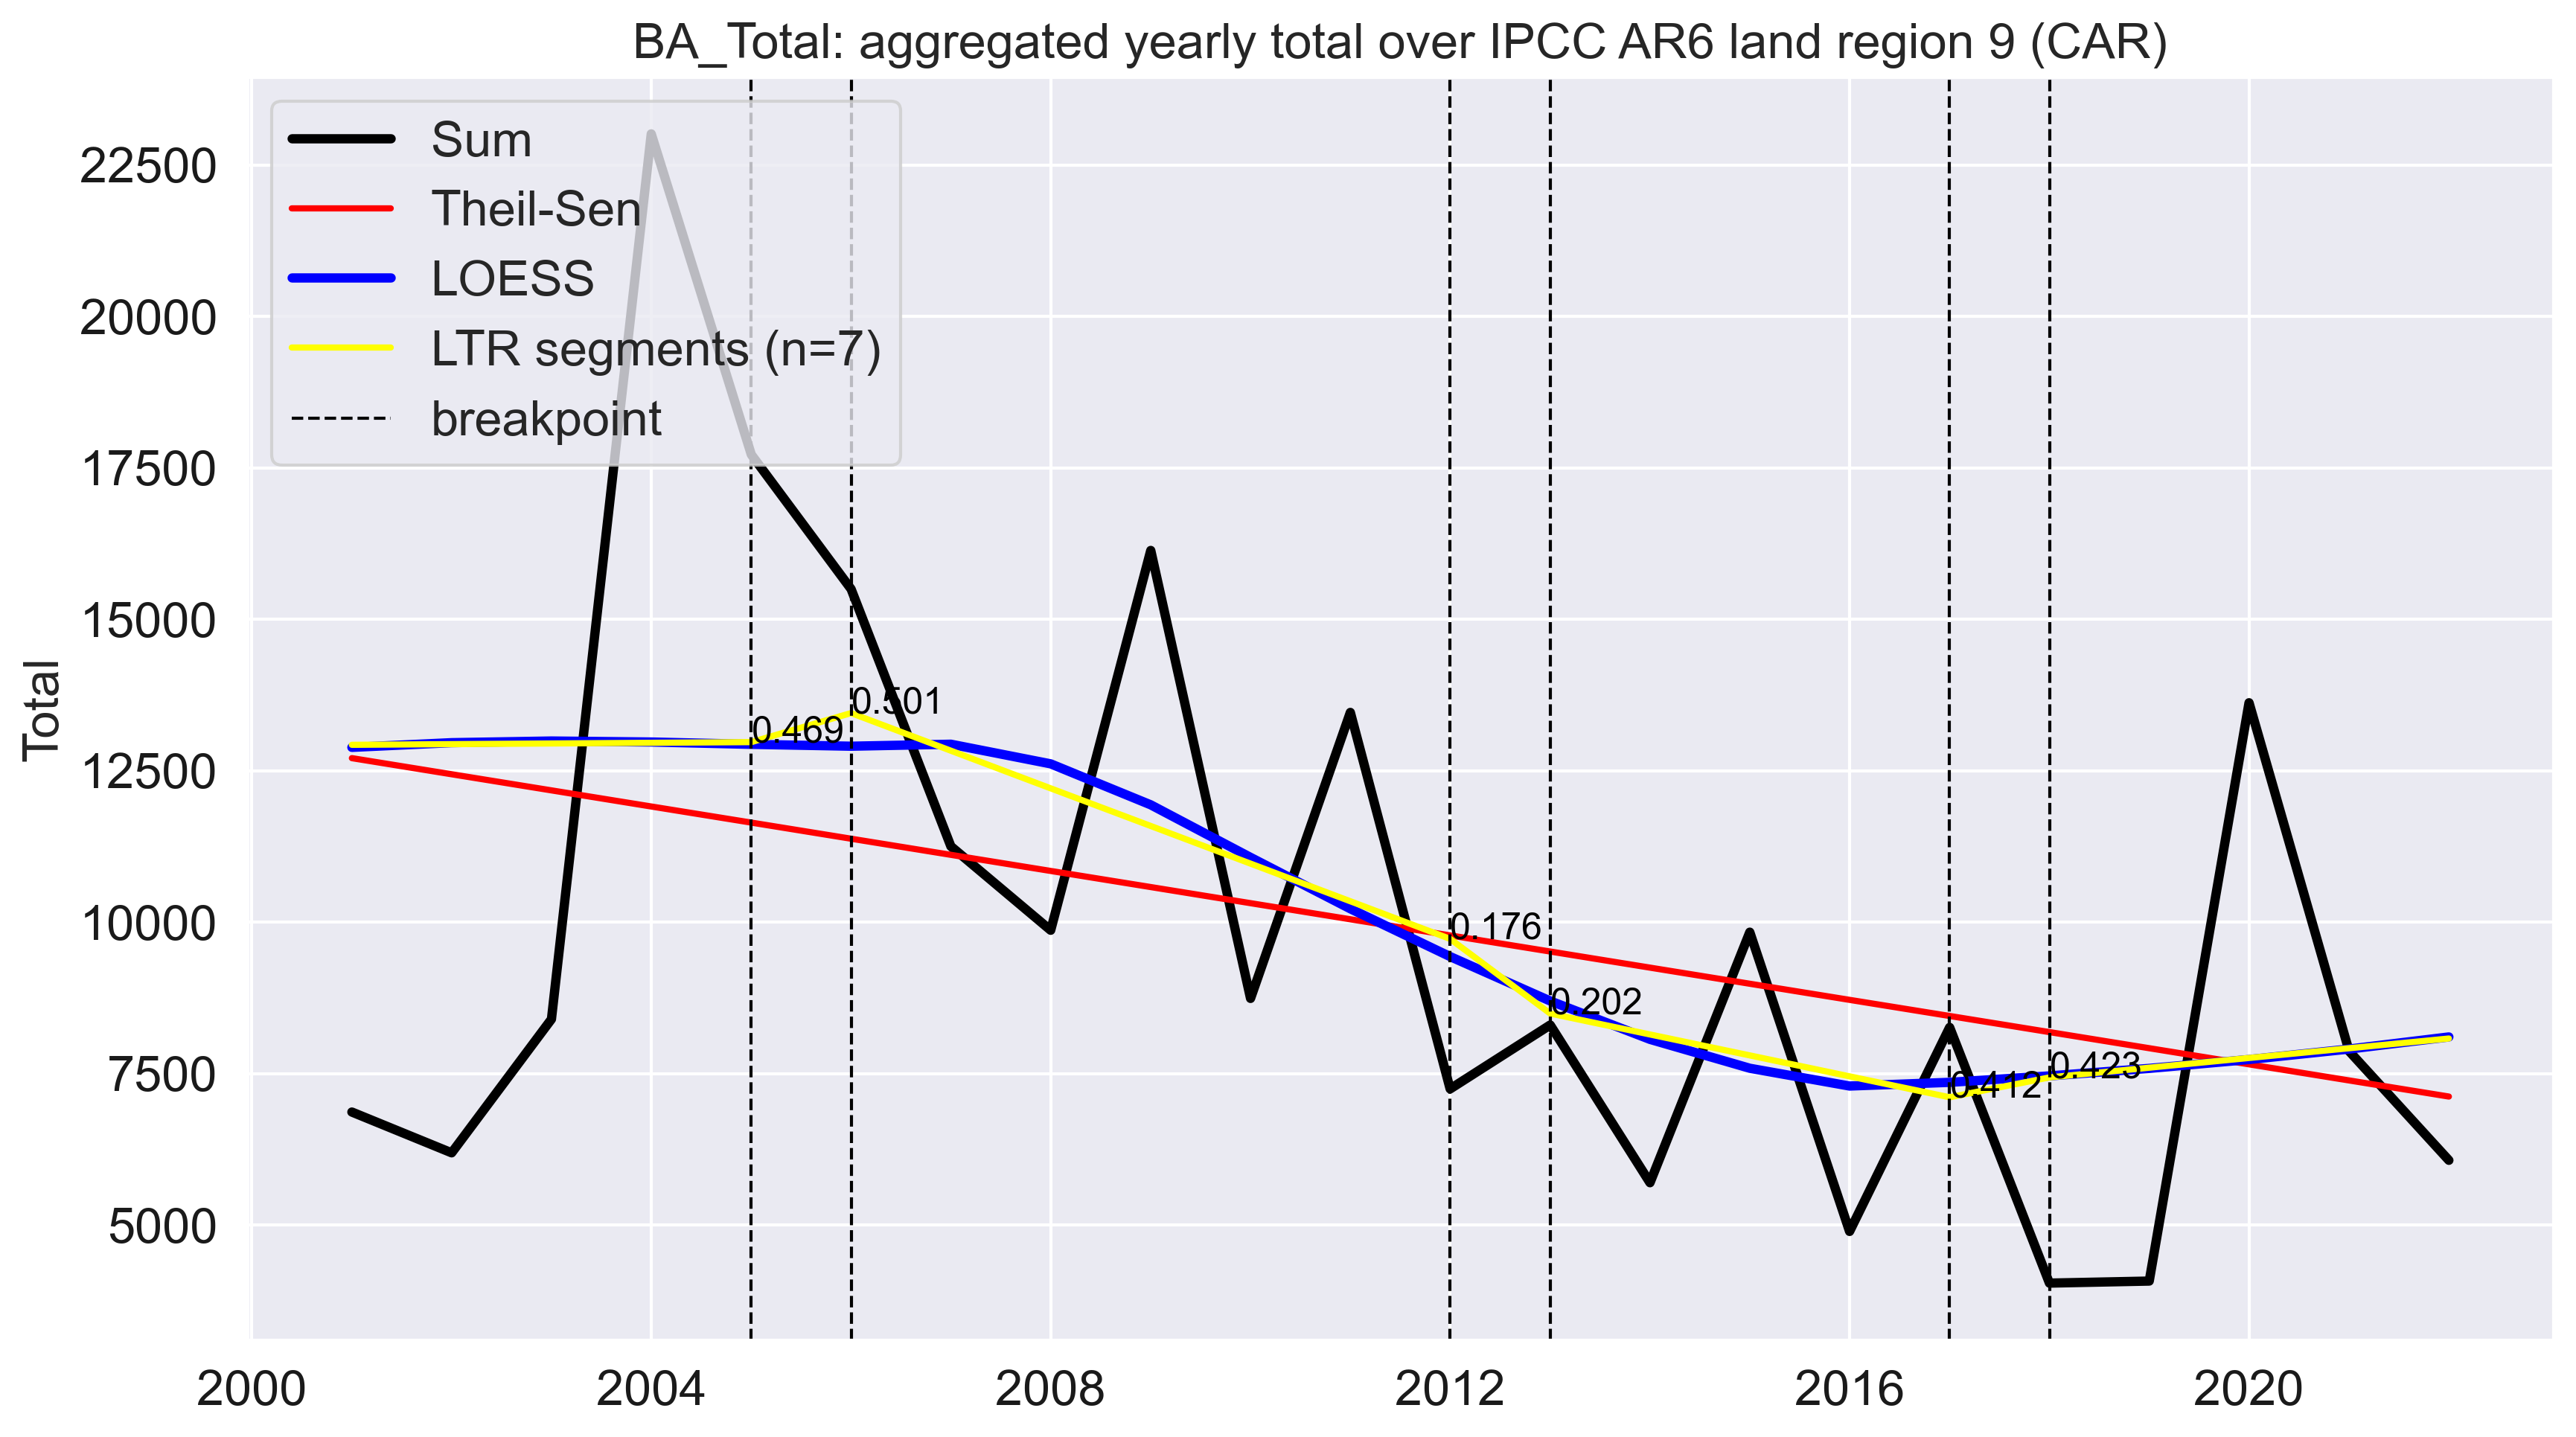 BA_Total: aggregated yearly total over IPCC AR6 land region 9 (CAR)
Sum
Theil-Sen
LOESS
LTR segments (n=7)
breakpoint
Total
22500
20000
17500
15000
12500
10000
7500
5000
0.469
0.501
0.176
0.202
0.412
0.423
2000
2004
2008
2012
2016
2020